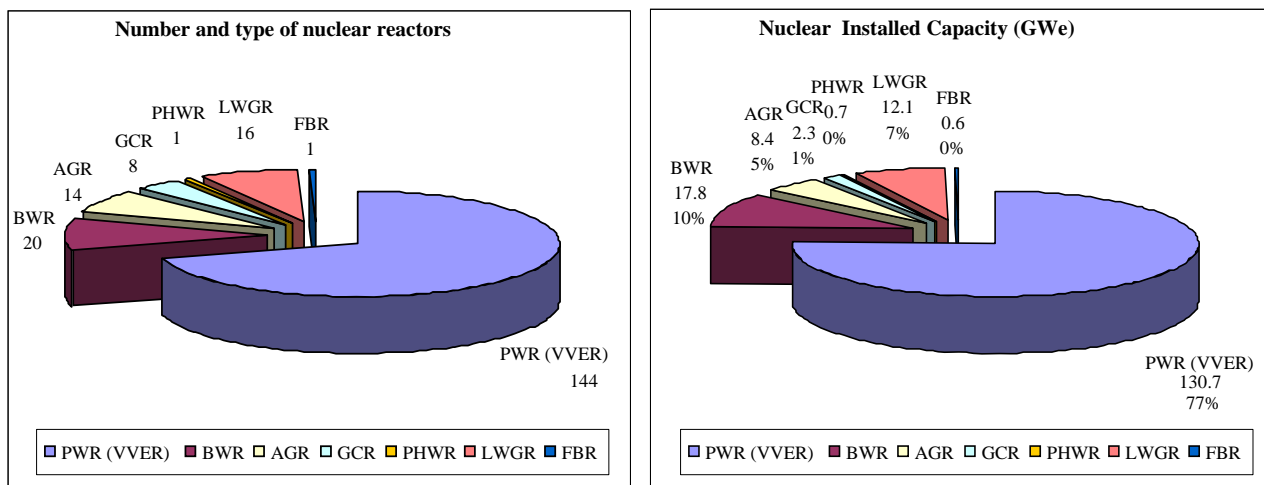 Number and type of nuclear reactors
PHWR
1
LWGR
16
FBR
1
GCR
8
AGR
14
BWR
20
PWR (VVER)
144
PWR (VVER) BWR AGR GCR PHWR LWGR FBR
Nuclear Installed Capacity (GWe)
PHWR
0.7
0%
LWGR
12.1
7%
FBR
0.6
0%
GCR
2.3
1%
AGR
8.4
5%
BWR
17.8
10%
PWR (VVER)
130.7
77%
PWR (VVER) BWR AGR GCR PHWR LWGR FBR